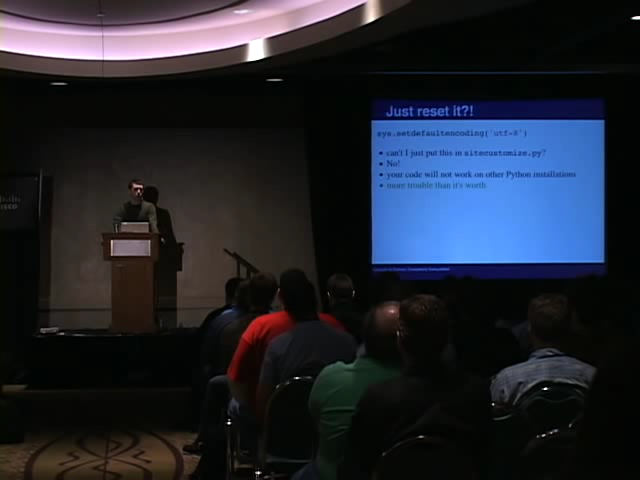 Just reset it?!
sys.setdefaultencoding('utf-8')
• can't I just put this in sitecustomize.py?
• No!
• your code will not work on other Python installations
• more trouble than it's worth